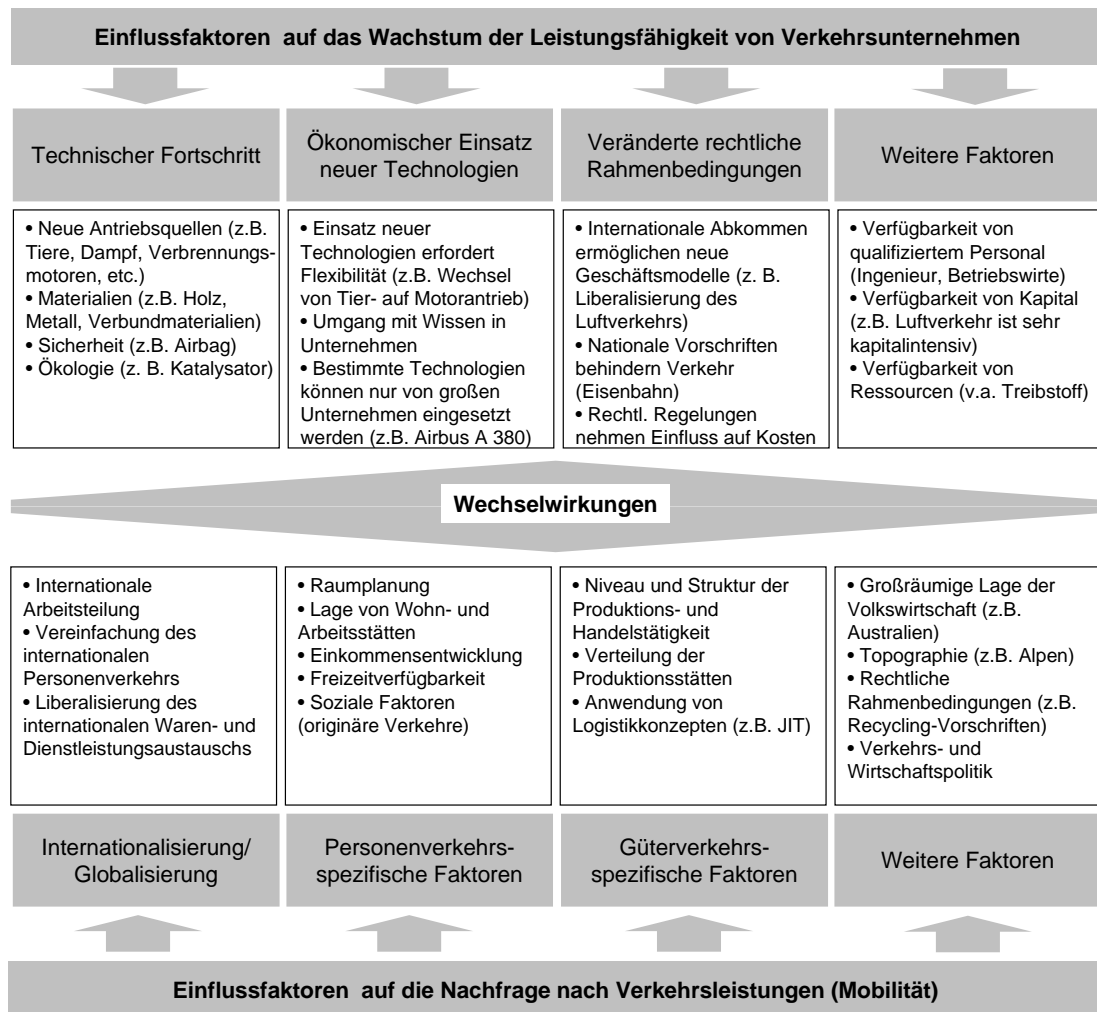 Einflussfaktoren auf das Wachstum der Leistungsfähigkeit von Verkehrsunternehmen
Technischer Fortschritt
Ökonomischer Einsatz
neuer Technologien
Veränderte rechtliche
Rahmenbedingungen
Weitere Faktoren
• Neue Antriebsquellen (z.B.
Tiere, Dampf, Verbrennungs-
motoren, etc.)
• Materialien (z.B. Holz,
Metall, Verbundmaterialien)
• Sicherheit (z.B. Airbag)
• Ökologie (z. B. Katalysator)
• Einsatz neuer
Technologien erfordert
Flexibilität (z.B. Wechsel
von Tier- auf Motorantrieb)
• Umgang mit Wissen in
Unternehmen
• Bestimmte Technologien
können nur von großen
Unternehmen eingesetzt
werden (z.B. Airbus A 380)
• Internationale Abkommen
ermöglichen neue
Geschäftsmodelle (z. B.
Liberalisierung des
Luftverkehrs)
• Nationale Vorschriften
behindern Verkehr
(Eisenbahn)
• Rechtl. Regelungen
nehmen Einfluss auf Kosten
• Verfügbarkeit von
qualifiziertem Personal
(Ingenieur, Betriebswirte)
• Verfügbarkeit von Kapital
(z.B. Luftverkehr ist sehr
kapitalintensiv)
• Verfügbarkeit von
Ressourcen (v.a. Treibstoff)
Wechselwirkungen
• Internationale
Arbeitsteilung
• Vereinfachung des
internationalen
Personenverkehrs
• Liberalisierung des
internationalen Waren- und
Dienstleistungsaustauschs
• Raumplanung
• Lage von Wohn- und
Arbeitsstätten
• Einkommensentwicklung
• Freizeitverfügbarkeit
• Soziale Faktoren
(originäre Verkehre)
• Niveau und Struktur der
Produktions- und
Handelstätigkeit
• Verteilung der
Produktionsstätten
• Anwendung von
Logistikkonzepten (z.B. JIT)
• Großräumige Lage der
Volkswirtschaft (z.B.
Australien)
• Topographie (z.B. Alpen)
• Rechtliche
Rahmenbedingungen (z.B.
Recycling-Vorschriften)
• Verkehrs- und
Wirtschaftspolitik
Internationalisierung/
Globalisierung
Personenverkehrs-
spezifische Faktoren
Güterverkehrs-
spezifische Faktoren
Weitere Faktoren
Einflussfaktoren auf die Nachfrage nach Verkehrsleistungen (Mobilität)